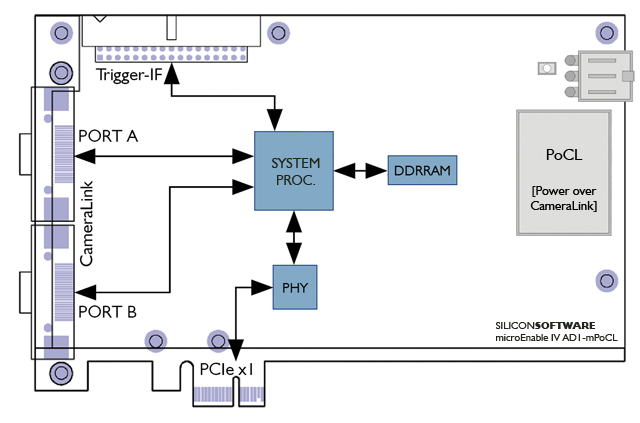 Trigger-IF
PORT A
CameraLink
PORT B
SYSTEM
PROC.
DDRRAM
PHY
PCIe x1
PoCL
[Power over
CameraLink]
SILICONSOFTWARE
microEnable IV AD1-mPoCL